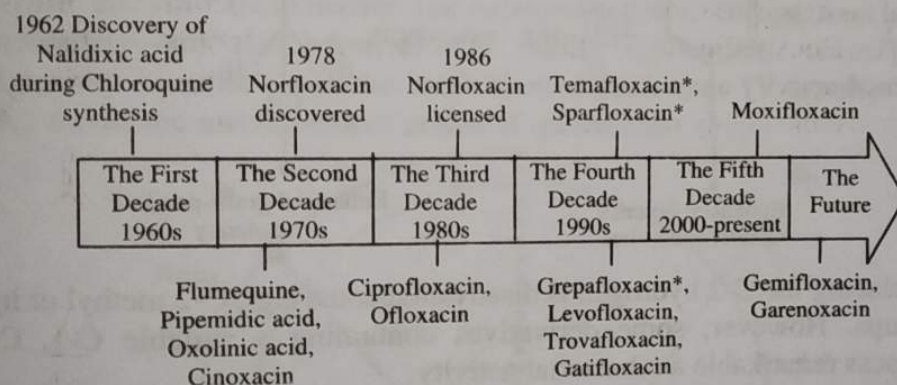 1962 Discovery of
Nalidixic acid
during Chloroquine
synthesis
1978
Norfloxacin
discovered
1986
Norfloxacin
licensed
Temafloxacin*,
Sparfloxacin*
Moxifloxacin
The First
Decade
1960s
The Second
Decade
1970s
The Third
Decade
1980s
The Fourth
Decade
1990s
The Fifth
Decade
2000-present
The
Future
Flumequine,
Pipemidic acid,
Oxolinic acid,
Cinoxacin
Ciprofloxacin,
Ofloxacin
Grepafloxacin*,
Levofloxacin,
Trovafloxacin,
Gatifloxacin
Gemifloxacin,
Garenoxacin